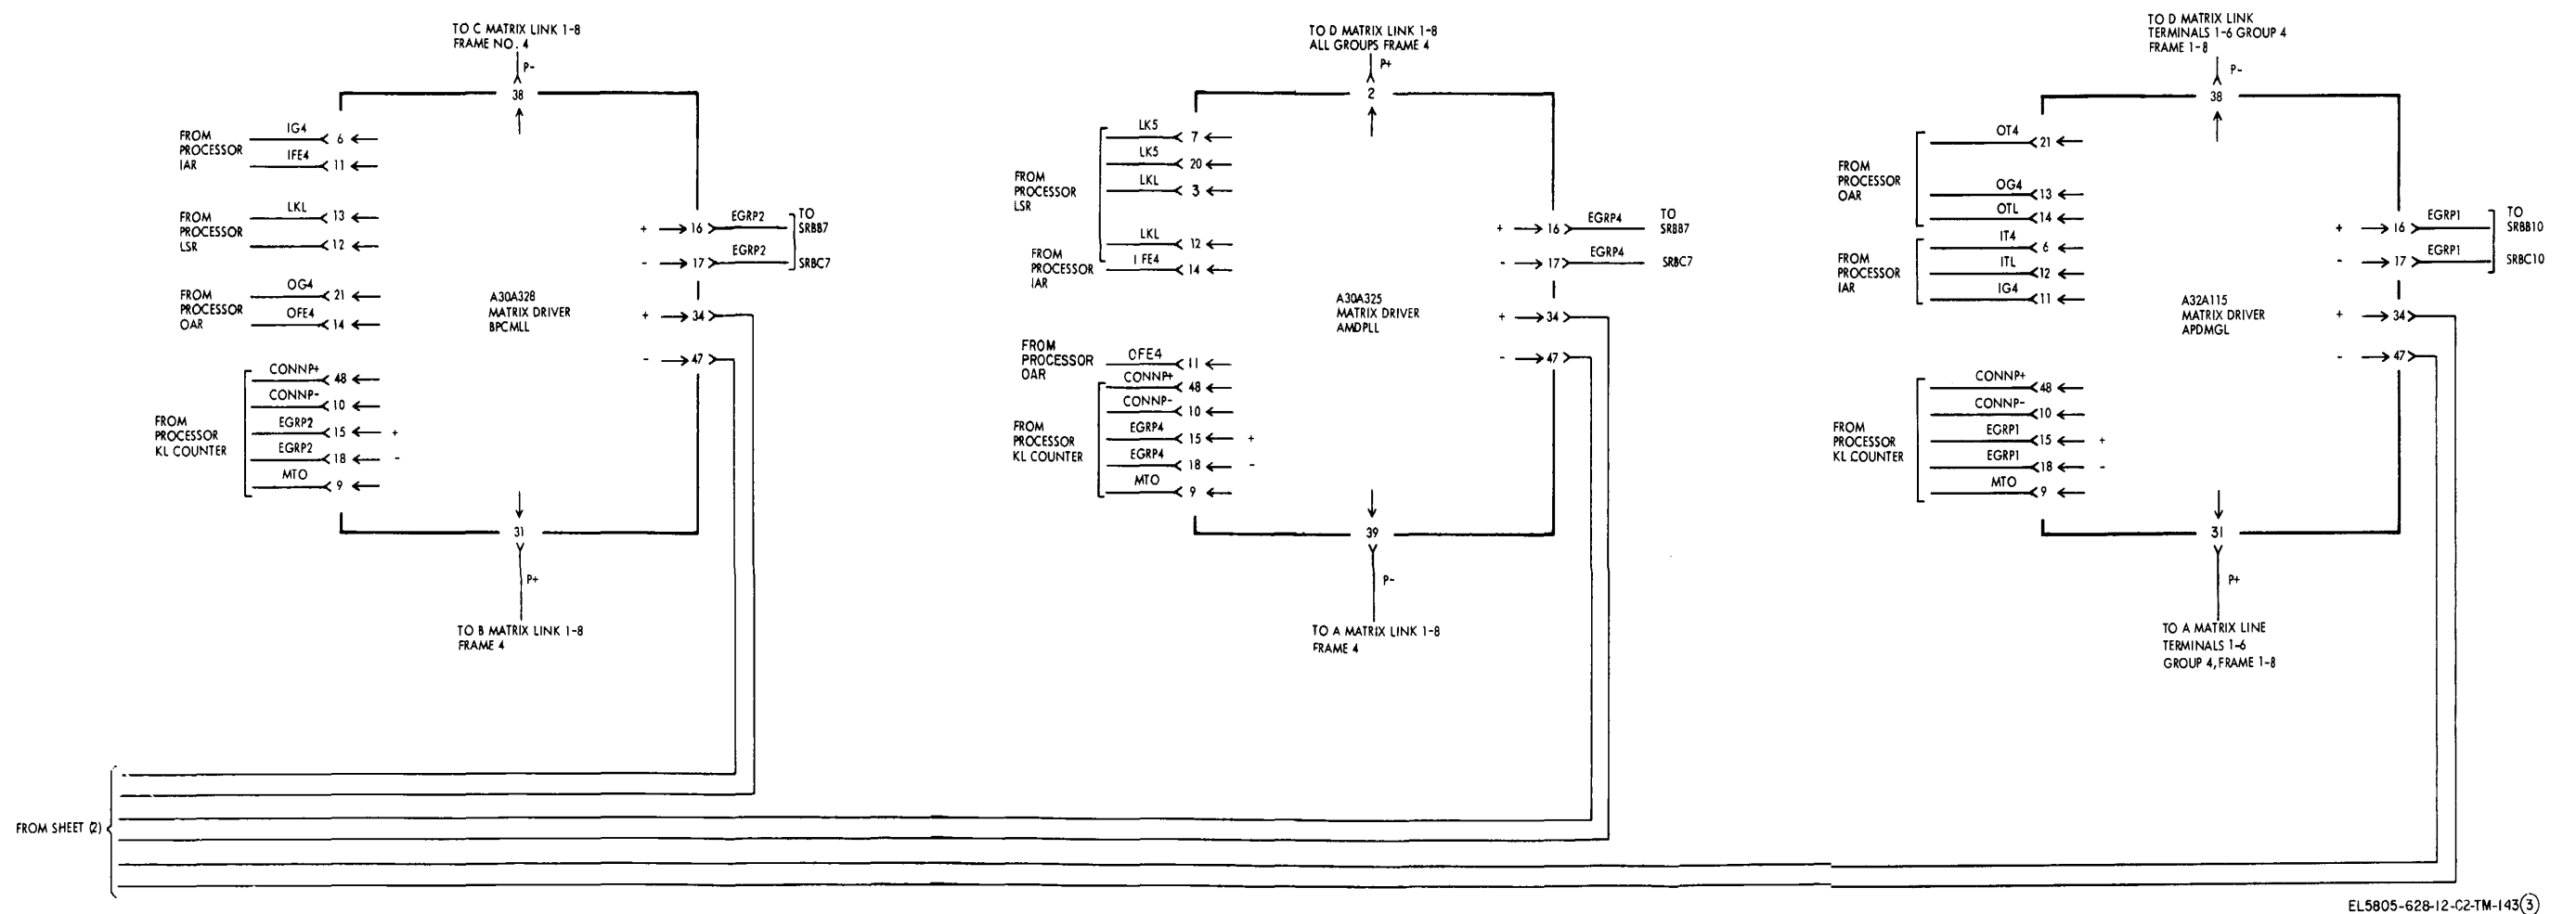 TO C MATRIX LINK 1-8
FRAME NO. 4
P-
38
FROM
PROCESSOR
IAR
IG4
6
IFE4
11
FROM
PROCESSOR
LSR
LKL
13
12
FROM
PROCESSOR
OAR
OG4
21
OFE4
14
FROM
PROCESSOR
KL COUNTER
CONNP+
48
CONNP-
10
EGRP2
15
+
EGRP2
18
-
MTO
9
A30A328
MATRIX DRIVER
BPCMLL
+
16
EGRP2
TO
SRBB7
-
17
EGRP2
SRBC7
+
34
-
47
31
P+
TO B MATRIX LINK 1-8
FRAME 4
TO D MATRIX LINK 1-8
ALL GROUPS FRAME 4
P+
2
FROM
PROCESSOR
LSR
LK5
7
LK5
20
LKL
3
LKL
12
FROM
PROCESSOR
IAR
IFE4
14
FROM
PROCESSOR
OAR
OFE4
11
FROM
PROCESSOR
KL COUNTER
CONNP+
48
CONNP-
10
EGRP4
15
+
EGRP4
18
-
MTO
9
A30A325
MATRIX DRIVER
AMDPLL
+
16
EGRP4
TO
SRBB7
-
17
EGRP4
SRBC7
+
34
-
47
39
P-
TO A MATRIX LINK 1-8
FRAME 4
TO D MATRIX LINK
TERMINALS 1-6 GROUP 4
FRAME 1-8
P-
38
FROM
PROCESSOR
OAR
OT4
21
OG4
13
OTL
14
FROM
PROCESSOR
IAR
IT4
6
ITL
12
IG4
11
FROM
PROCESSOR
KL COUNTER
CONNP+
48
CONNP-
10
EGRP1
15
+
EGRP1
18
-
MTO
9
A32A115
MATRIX DRIVER
APDMGL
+
16
EGRP1
TO
SRBB10
-
17
EGRP1
SRBC10
+
34
-
47
31
P+
TO A MATRIX LINE
TERMINALS 1-6
GROUP 4, FRAME 1-8
FROM SHEET (2)
EL5805-628-12-C2-TM-143(3)